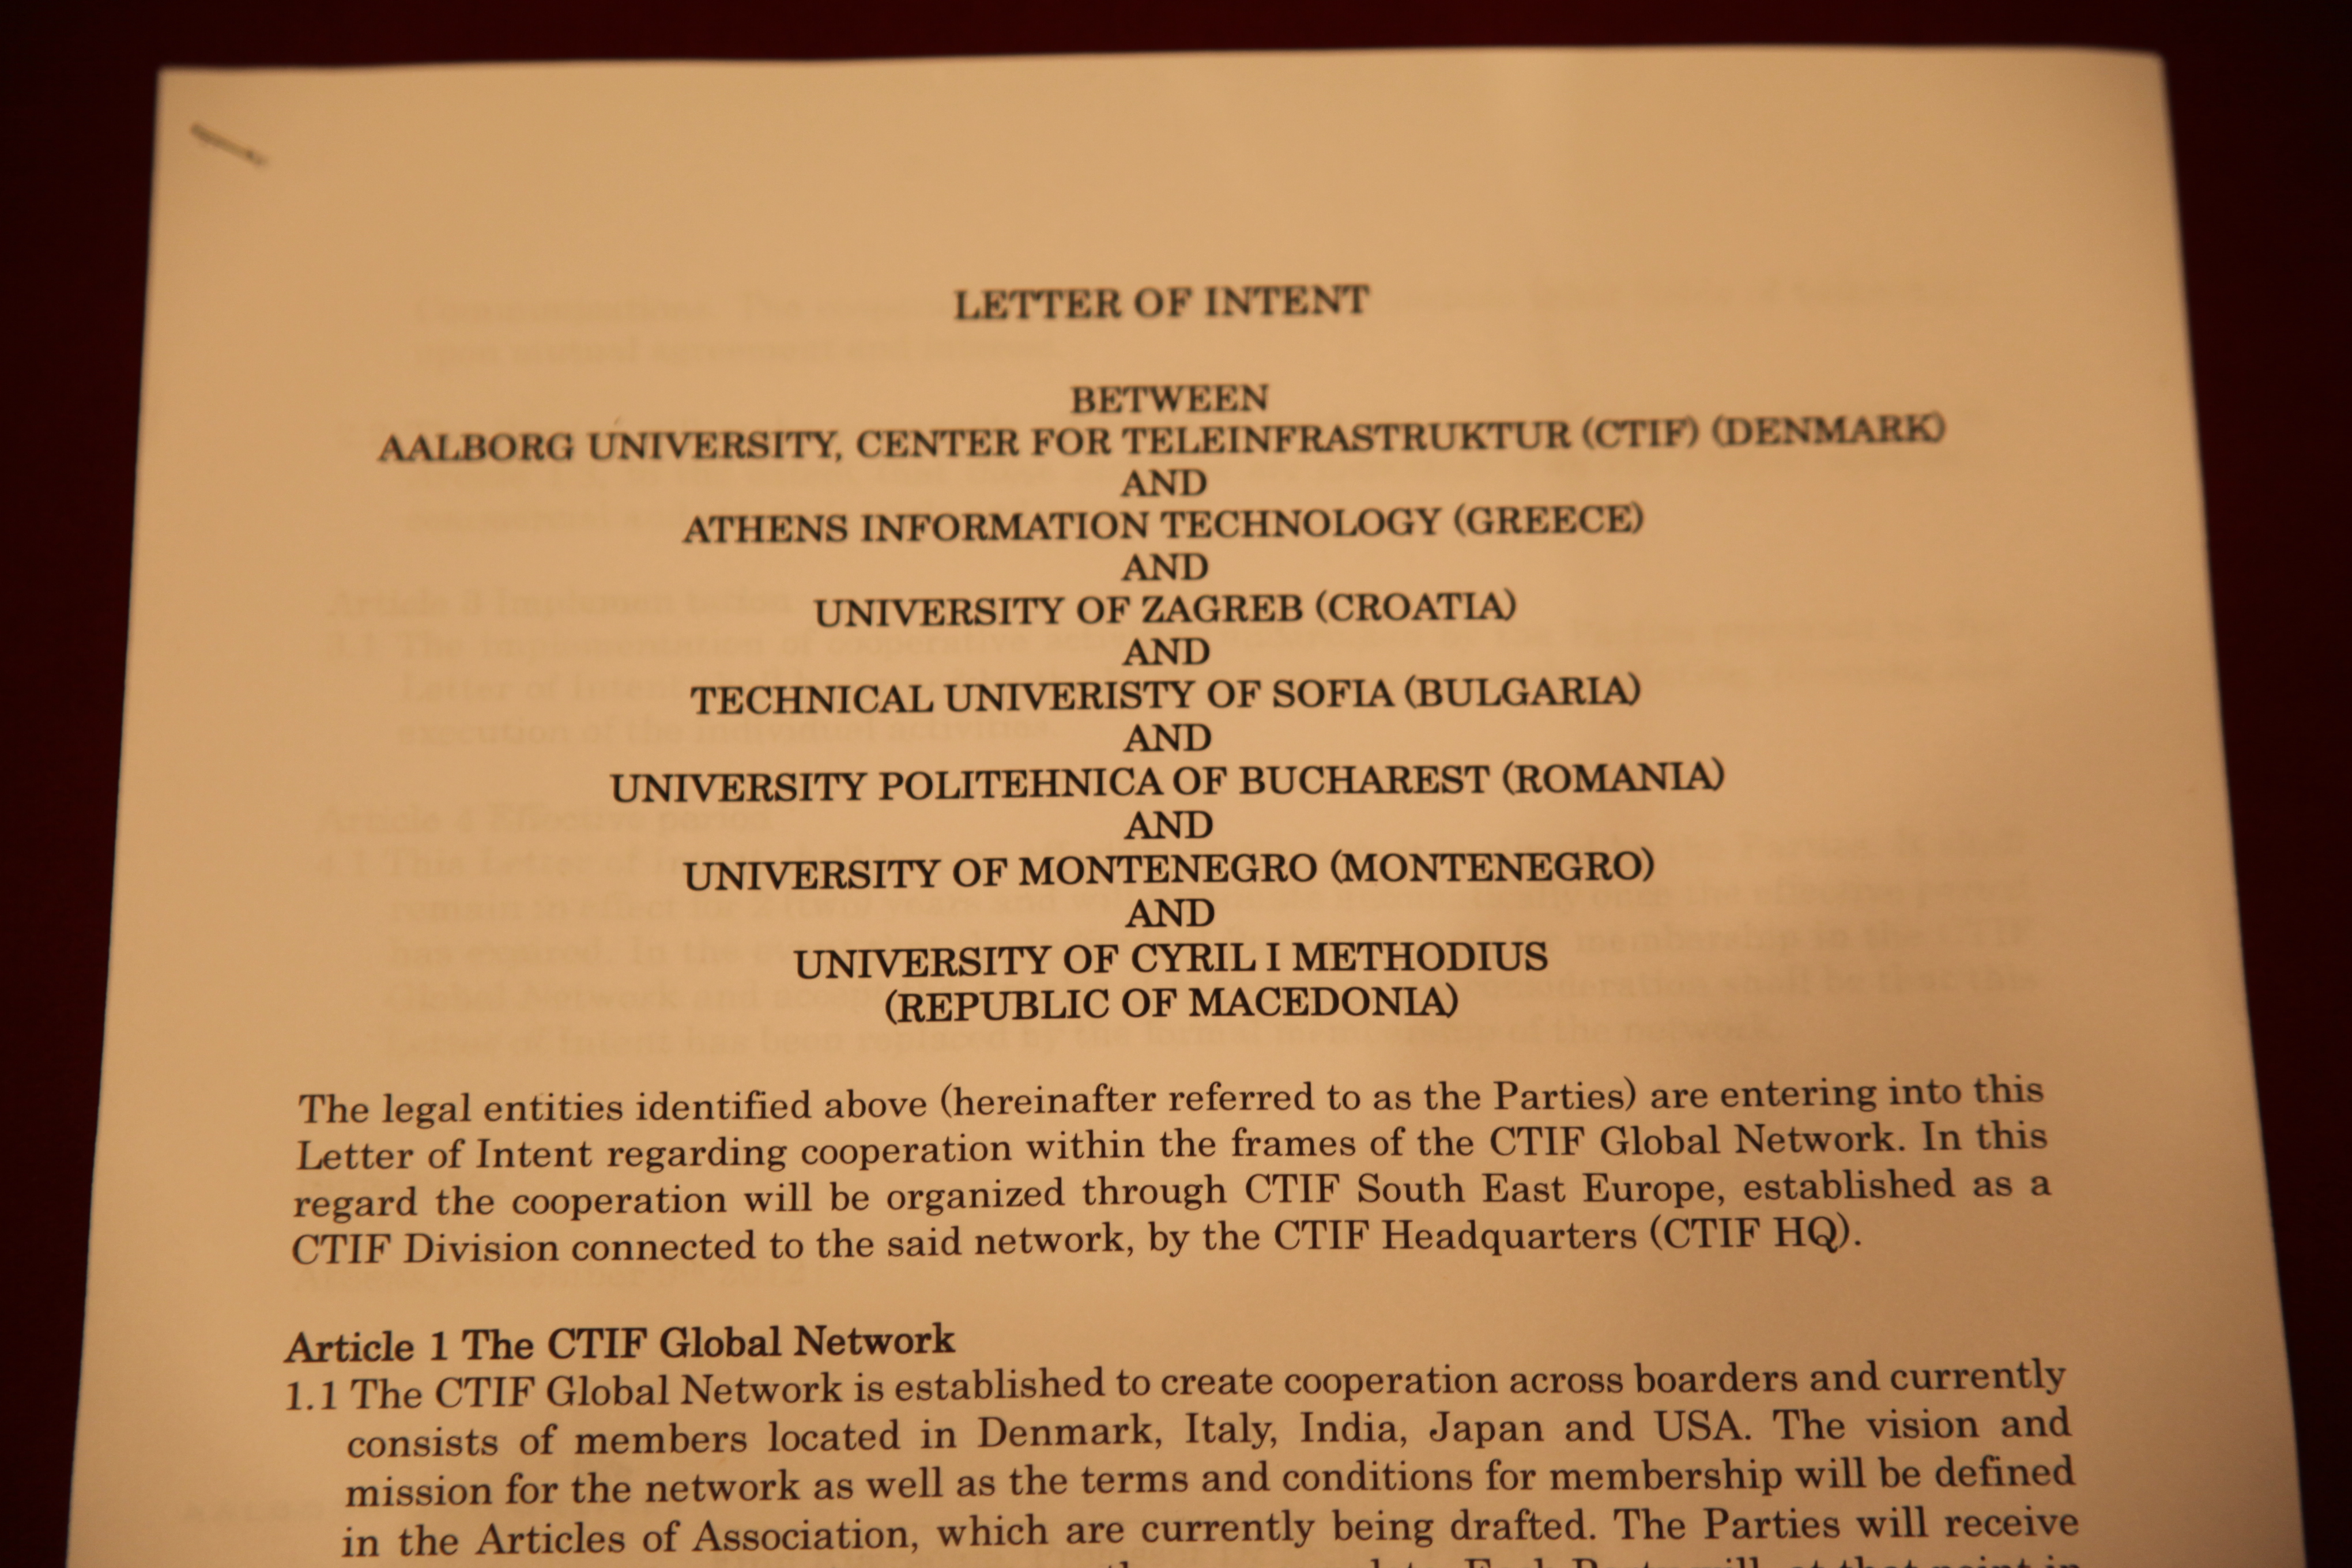 LETTER OF INTENT
BETWEEN
AALBORG UNIVERSITY, CENTER FOR TELEINFRASTRUKTUR (CTIF) (DENMARK)
AND
ATHENS INFORMATION TECHNOLOGY (GREECE)
AND
UNIVERSITY OF ZAGREB (CROATIA)
AND
TECHNICAL UNIVERISTY OF SOFIA (BULGARIA)
AND
UNIVERSITY POLITEHNICA OF BUCHAREST (ROMANIA)
AND
UNIVERSITY OF MONTENEGRO (MONTENEGRO)
AND
UNIVERSITY OF CYRIL I METHODIUS
(REPUBLIC OF MACEDONIA)
The legal entities identified above (hereinafter referred to as the Parties) are entering into this
Letter of Intent regarding cooperation within the frames of the CTIF Global Network. In this
regard the cooperation will be organized through CTIF South East Europe, established as a
CTIF Division connected to the said network, by the CTIF Headquarters (CTIF HQ).
Article 1 The CTIF Global Network
1.1 The CTIF Global Network is established to create cooperation across boarders and currently
consists of members located in Denmark, Italy, India, Japan and USA. The vision and
mission for the network as well as the terms and conditions for membership will be defined
in the Articles of Association, which are currently being drafted. The Parties will receive